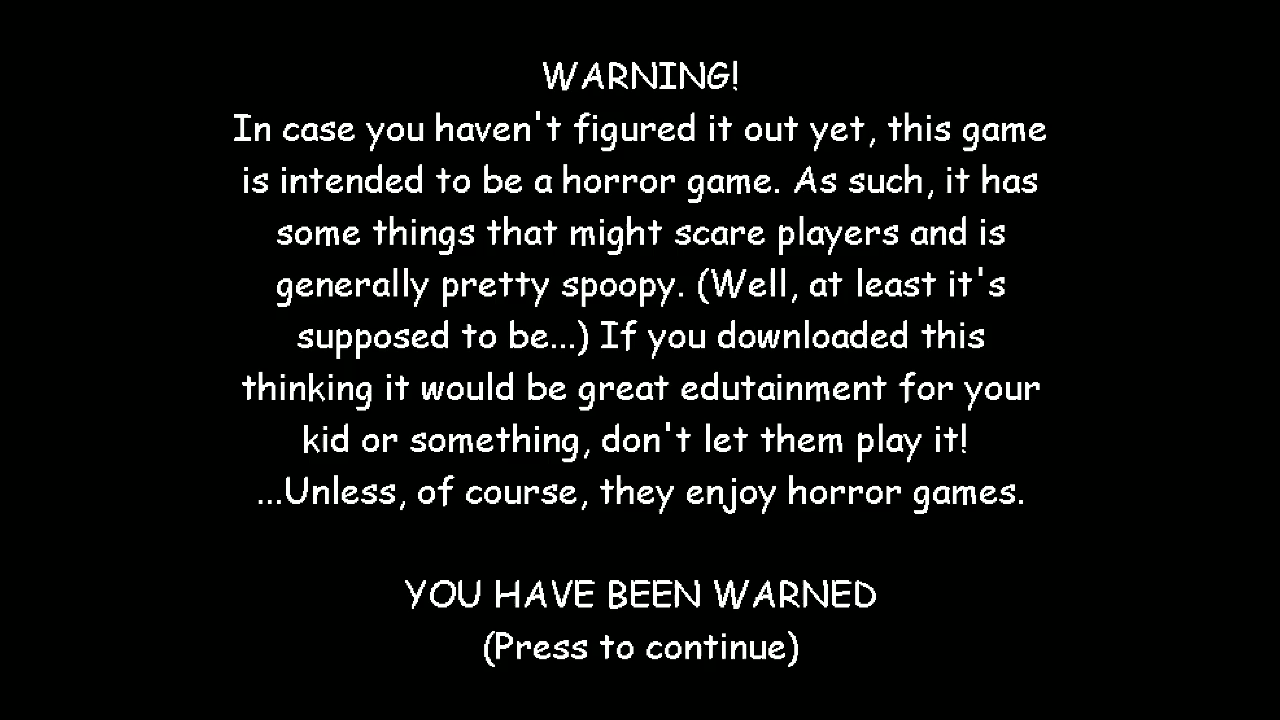 WARNING!
In case you haven't figured it out yet, this game
is intended to be a horror game. As such, it has
some things that might scare players and is
generally pretty spoopy. (Well, at least it's
supposed to be...) If you downloaded this
thinking it would be great edutainment for your
kid or something, don't let them play it!
...Unless, of course, they enjoy horror games.
YOU HAVE BEEN WARNED
(Press to continue)